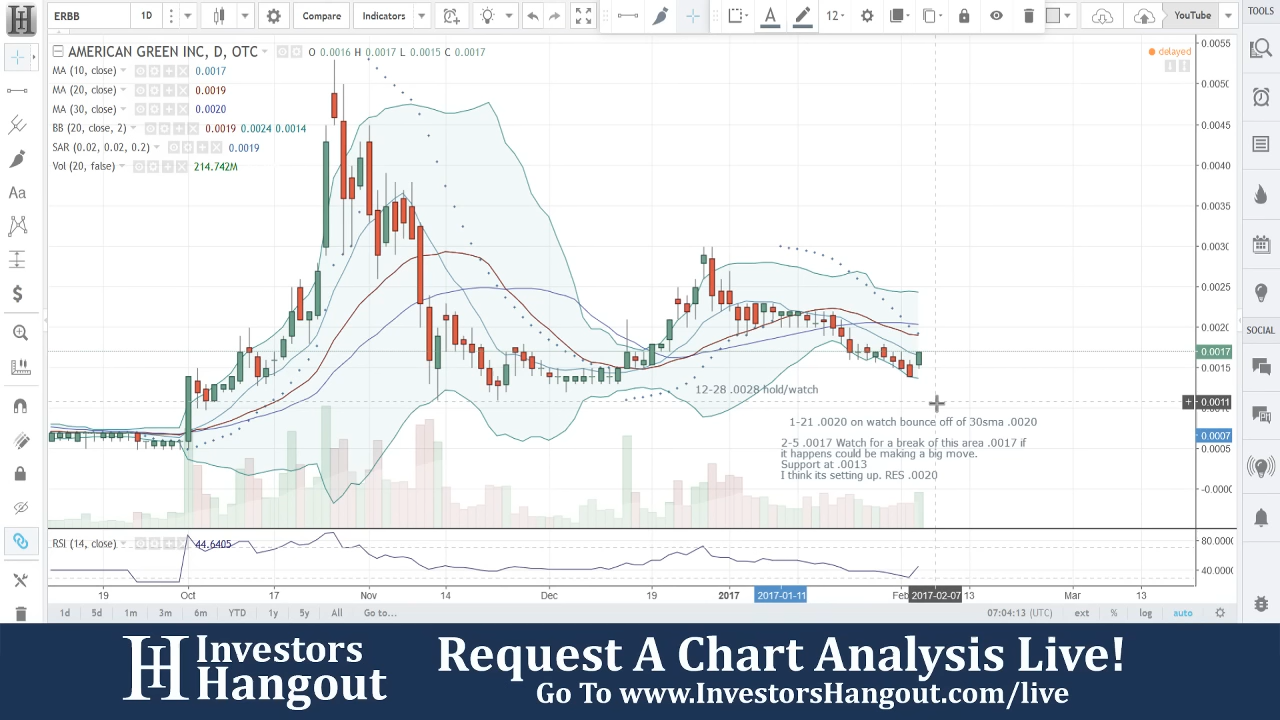 ERBB
1D
Compare
Indicators
12
YouTube
TOOLS
AMERICAN GREEN INC, D, OTC
O 0.0016 H 0.0017 L 0.0015 C 0.0017
delayed
MA (10, close) 0.0017
MA (20, close) 0.0019
MA (30, close) 0.0020
BB (20, close, 2) 0.0019 0.0024 0.0014
SAR (0.02, 0.02, 0.2) 0.0019
Vol (20, false) 214.742M
0.0055
0.0045
0.0040
0.0035
0.0025
0.0020
0.0017
0.0015
0.0011
0.0007
0.0005
-0.000
Aa
SOCIAL
12-28 .0028 hold/watch
1-21 .0020 on watch bounce off of 30sma .0020
2-5 .0017 Watch for a break of this area .0017 if
it happens could be making a big move.
Support at .0013
I think its setting up. RES .0020
RSI (14, close) 44.6405
80.0000
40.0000
19 Oct 17 Nov 14 Dec 19 2017 2017-01-11 Feb 2017-02-07 13 Mar 13
1d 5d 1m 3m 6m YTD 1y 5y All Go to...
07:04:13 (UTC) ext % log auto
Investors
Hangout
Request A Chart Analysis Live!
Go To www.InvestorsHangout.com/live